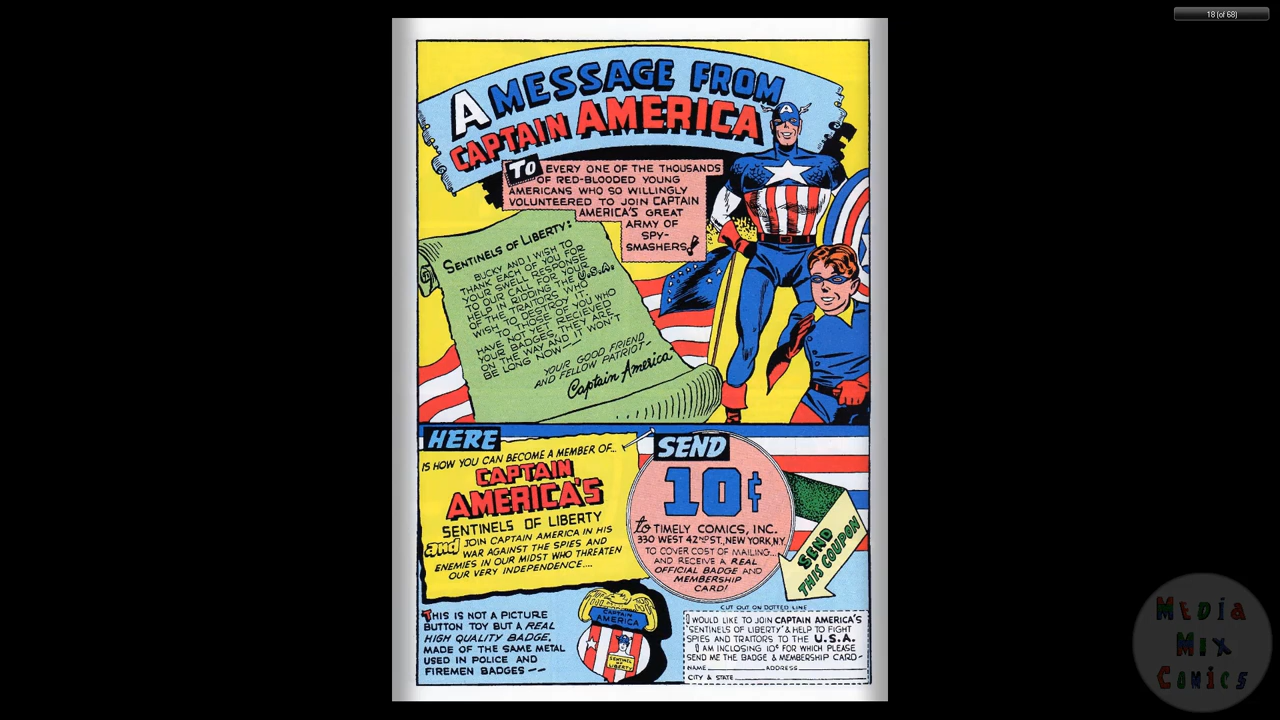 18 (of 68)
A MESSAGE FROM
CAPTAIN AMERICA
TO EVERY ONE OF THE THOUSANDS
OF RED-BLOODED YOUNG
AMERICANS WHO SO WILLINGLY
VOLUNTEERED TO JOIN CAPTAIN
AMERICA'S GREAT
ARMY OF
SPY-
SMASHERS!
SENTINELS OF LIBERTY:
BUCKY AND I WISH TO
THANK EACH OF YOU FOR
YOUR SWELL RESPONSE
TO OUR CALL FOR YOUR
HELP IN RIDDING THE U.S.A.
OF THE TRAITORS WHO
WISH TO DESTROY IT!
TO THOSE OF YOU WHO
HAVE NOT YET RECIEVED
YOUR BADGES, THEY ARE
ON THE WAY AND IT WON'T
BE LONG NOW--
YOUR GOOD FRIEND
AND FELLOW PATRIOT-
Captain America
HERE
IS HOW YOU CAN BECOME A MEMBER OF...
CAPTAIN
AMERICA'S
SENTINELS OF LIBERTY
and JOIN CAPTAIN AMERICA IN HIS
WAR AGAINST THE SPIES AND
ENEMIES IN OUR MIDST WHO THREATEN
OUR VERY INDEPENDENCE....
SEND
10¢
to TIMELY COMICS, INC.
330 WEST 42ND ST., NEW YORK, N.Y.
TO COVER COST OF MAILING...
AND RECEIVE A REAL
OFFICIAL BADGE AND
MEMBERSHIP
CARD!
SEND
THIS COUPON
THIS IS NOT A PICTURE
BUTTON TOY BUT A REAL
HIGH QUALITY BADGE,
MADE OF THE SAME METAL
USED IN POLICE AND
FIREMEN BADGES --
CAPTAIN
AMERICA
SENTINEL
OF
LIBERTY
CUT OUT ON DOTTED LINE
I WOULD LIKE TO JOIN CAPTAIN AMERICA'S
"SENTINELS OF LIBERTY" & HELP TO FIGHT
SPIES AND TRAITORS TO THE U.S.A.
I AM INCLOSING 10¢ FOR WHICH PLEASE
SEND ME THE BADGE & MEMBERSHIP CARD-
NAME ADDRESS
CITY & STATE
MEDIA
MIX
COMICS